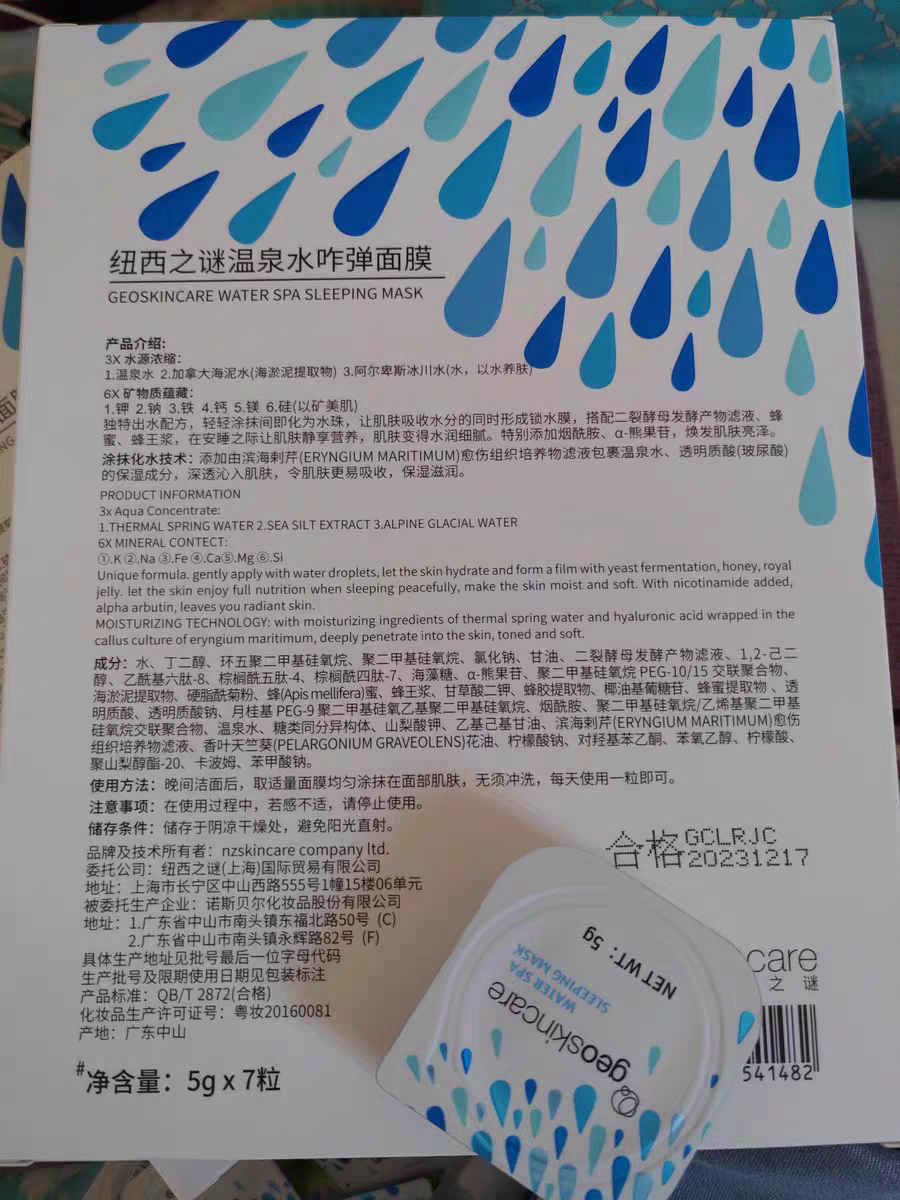 纽西之谜温泉水咋弹面膜
GEOSKINCARE WATER SPA SLEEPING MASK
产品介绍:
3X 水源浓缩:
1.温泉水 2.加拿大海泥水(海淤泥提取物) 3.阿尔卑斯冰川水(水，以水养肤)
6X 矿物质蕴藏:
1.钾 2.钠 3.铁 4.钙 5.镁 6.硅(以矿美肌)
独特出水配方，轻轻涂抹间即化为水珠，让肌肤吸收水分的同时形成锁水膜，搭配二裂酵母发酵产物滤液、蜂
蜜、蜂王浆，在安睡之际让肌肤静享营养，肌肤变得水润细腻。特别添加烟酰胺、α-熊果苷，焕发肌肤亮泽。
涂抹化水技术：添加由滨海刺芹(ERYNGIUM MARITIMUM)愈伤组织培养物滤液包裹温泉水、透明质酸(玻尿酸)
的保湿成分，深透沁入肌肤，令肌肤更易吸收，保湿滋润。
PRODUCT INFORMATION
3x Aqua Concentrate:
1.THERMAL SPRING WATER 2.SEA SILT EXTRACT 3.ALPINE GLACIAL WATER
6X MINERAL CONTECT:
①.K ②.Na ③.Fe ④.Ca⑤.Mg ⑥.Si
Unique formula. gently apply with water droplets, let the skin hydrate and form a film with yeast fermentation, honey, royal
jelly. let the skin enjoy full nutrition when sleeping peacefully, make the skin moist and soft. With nicotinamide added,
alpha arbutin, leaves you radiant skin.
MOISTURIZING TECHNOLOGY: with moisturizing ingredients of thermal spring water and hyaluronic acid wrapped in the
callus culture of eryngium maritimum, deeply penetrate into the skin, toned and soft.
成分：水、丁二醇、环五聚二甲基硅氧烷、聚二甲基硅氧烷、氯化钠、甘油、二裂酵母发酵产物滤液、1,2-己二
醇、乙酰基六肽-8、棕榈酰五肽-4、棕榈酰四肽-7、海藻糖、α-熊果苷、聚二甲基硅氧烷 PEG-10/15 交联聚合物、
海淤泥提取物、硬脂酰菊粉、蜂(Apis mellifera)蜜、蜂王浆、甘草酸二钾、蜂胶提取物、椰油基葡糖苷、蜂蜜提取物、透
明质酸、透明质酸钠、月桂基 PEG-9 聚二甲基硅氧乙基聚二甲基硅氧烷、烟酰胺、聚二甲基硅氧烷/乙烯基聚二甲基
硅氧烷交联聚合物、温泉水、糖类同分异构体、山梨酸钾、乙基己基甘油、滨海刺芹(ERYNGIUM MARITIMUM)愈伤
组织培养物滤液、香叶天竺葵(PELARGONIUM GRAVEOLENS)花油、柠檬酸钠、对羟基苯乙酮、苯氧乙醇、柠檬酸、
聚山梨醇酯-20、卡波姆、苯甲酸钠。
使用方法：晚间洁面后，取适量面膜均匀涂抹在面部肌肤，无须冲洗，每天使用一粒即可。
注意事项：在使用过程中，若感不适，请停止使用。
储存条件：储存于阴凉干燥处，避免阳光直射。
品牌及技术所有者：nzskincare company ltd.
委托公司：纽西之谜(上海)国际贸易有限公司
地址：上海市长宁区中山西路555号1幢15楼06单元
被委托生产企业：诺斯贝尔化妆品股份有限公司
地址：1.广东省中山市南头镇东福北路50号 (C)
2.广东省中山市南头镇永辉路82号 (F)
具体生产地址见批号最后一位字母代码
生产批号及限期使用日期见包装标注
产品标准：QB/T 2872(合格)
化妆品生产许可证号：粤妆20160081
产地：广东中山
#净含量：5g x 7粒
合格 GCLRJC
20231217
care
之谜
541482
NET WT: 5g
WATER SPA
SLEEPING MASK
geoskincare